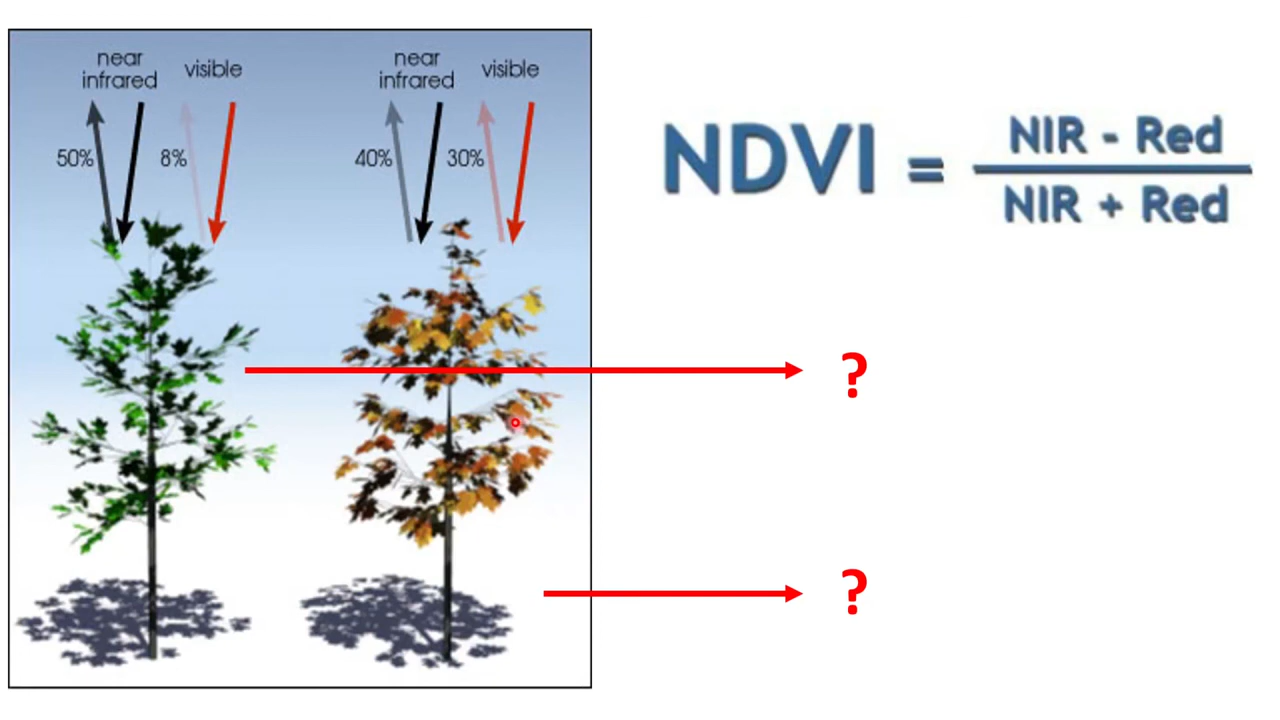 near
infrared
visible
near
infrared
visible
50%
8%
40%
30%
NDVI = NIR - Red
NIR + Red
?
?